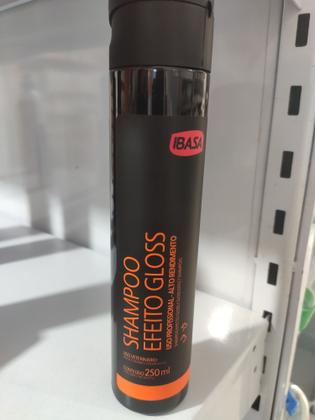 IBASA
SHAMPOO
EFEITO GLOSS
USO PROFISSIONAL - ALTO RENDIMENTO
USO VETERINÁRIO
CONTEÚDO 250 ml